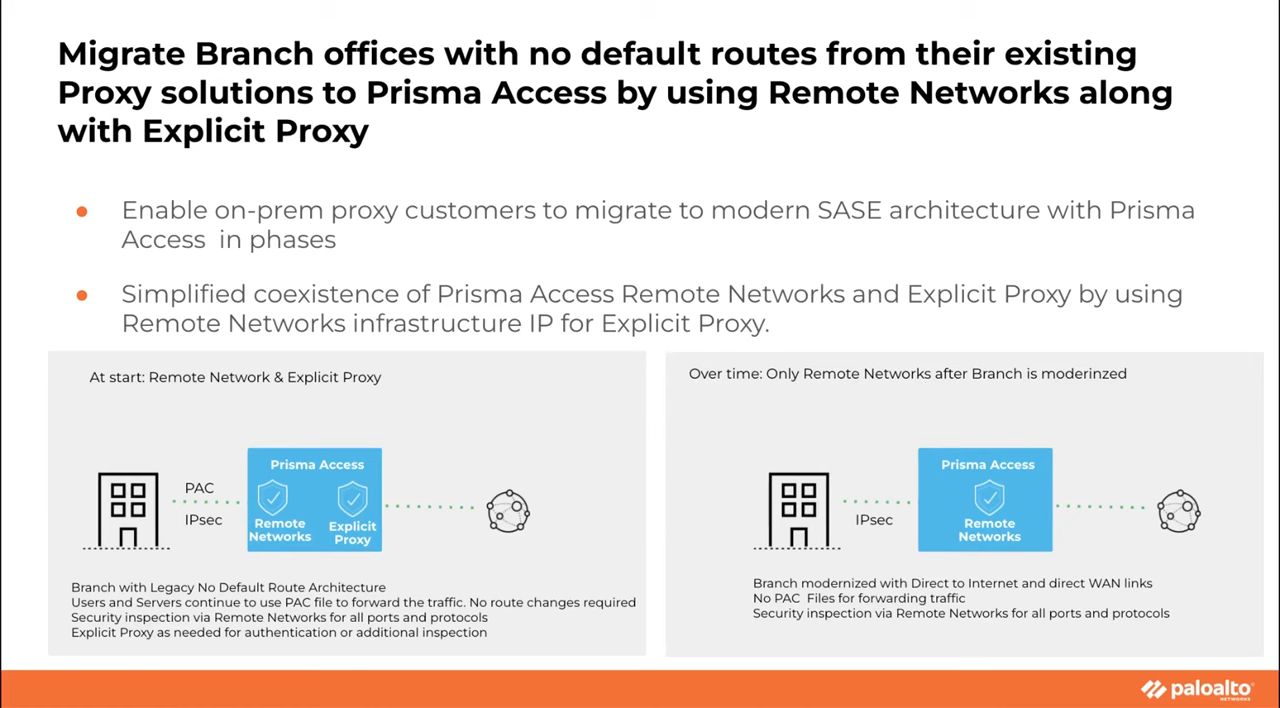 Migrate Branch offices with no default routes from their existing
Proxy solutions to Prisma Access by using Remote Networks along
with Explicit Proxy
Enable on-prem proxy customers to migrate to modern SASE architecture with Prisma
Access in phases
Simplified coexistence of Prisma Access Remote Networks and Explicit Proxy by using
Remote Networks infrastructure IP for Explicit Proxy.
At start: Remote Network & Explicit Proxy
PAC
IPsec
Prisma Access
Remote
Networks
Explicit
Proxy
Branch with Legacy No Default Route Architecture
Users and Servers continue to use PAC file to forward the traffic. No route changes required
Security inspection via Remote Networks for all ports and protocols
Explicit Proxy as needed for authentication or additional inspection
Over time: Only Remote Networks after Branch is moderinzed
IPsec
Prisma Access
Remote
Networks
Branch modernized with Direct to Internet and direct WAN links
No PAC Files for forwarding traffic
Security inspection via Remote Networks for all ports and protocols
paloalto
NETWORKS